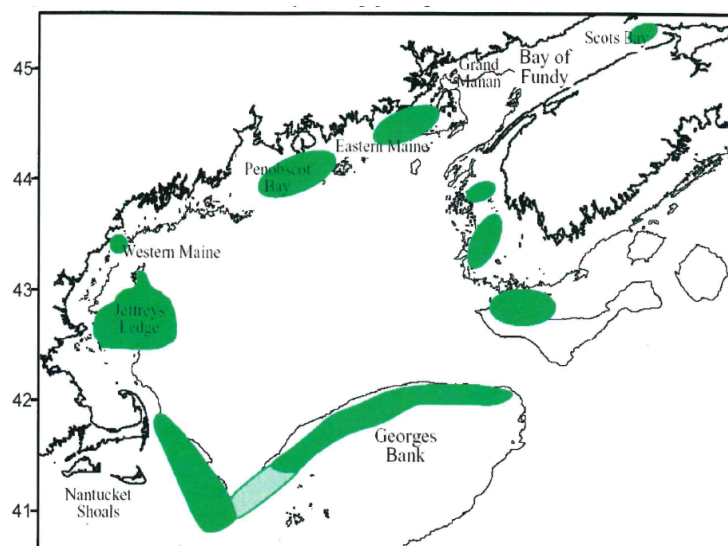 Scots Bay
45
Grand
Manan
Bay of
Fundy
Eastern Maine
44
Penobscot
Bay
Western Maine
43
Jeffreys
Ledge
42
Georges
Bank
Nantucket
Shoals
41